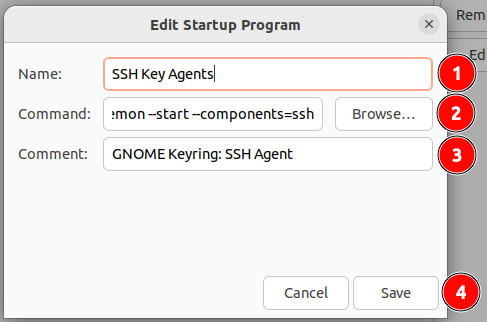 Edit Startup Program
Rem
Name: SSH Key Agents 1
Ed
Command: emon --start --components=ssh Browse... 2
Comment: GNOME Keyring: SSH Agent 3
Cancel Save 4